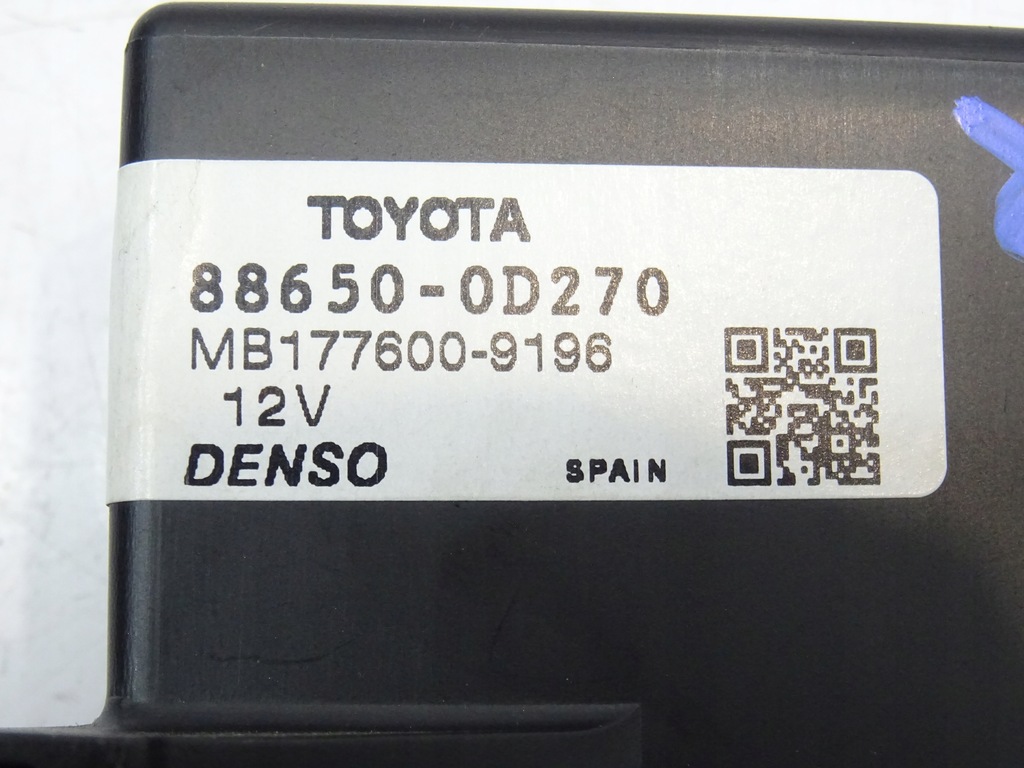 TOYOTA
88650-0D270
MB177600-9196
12V
DENSO
SPAIN